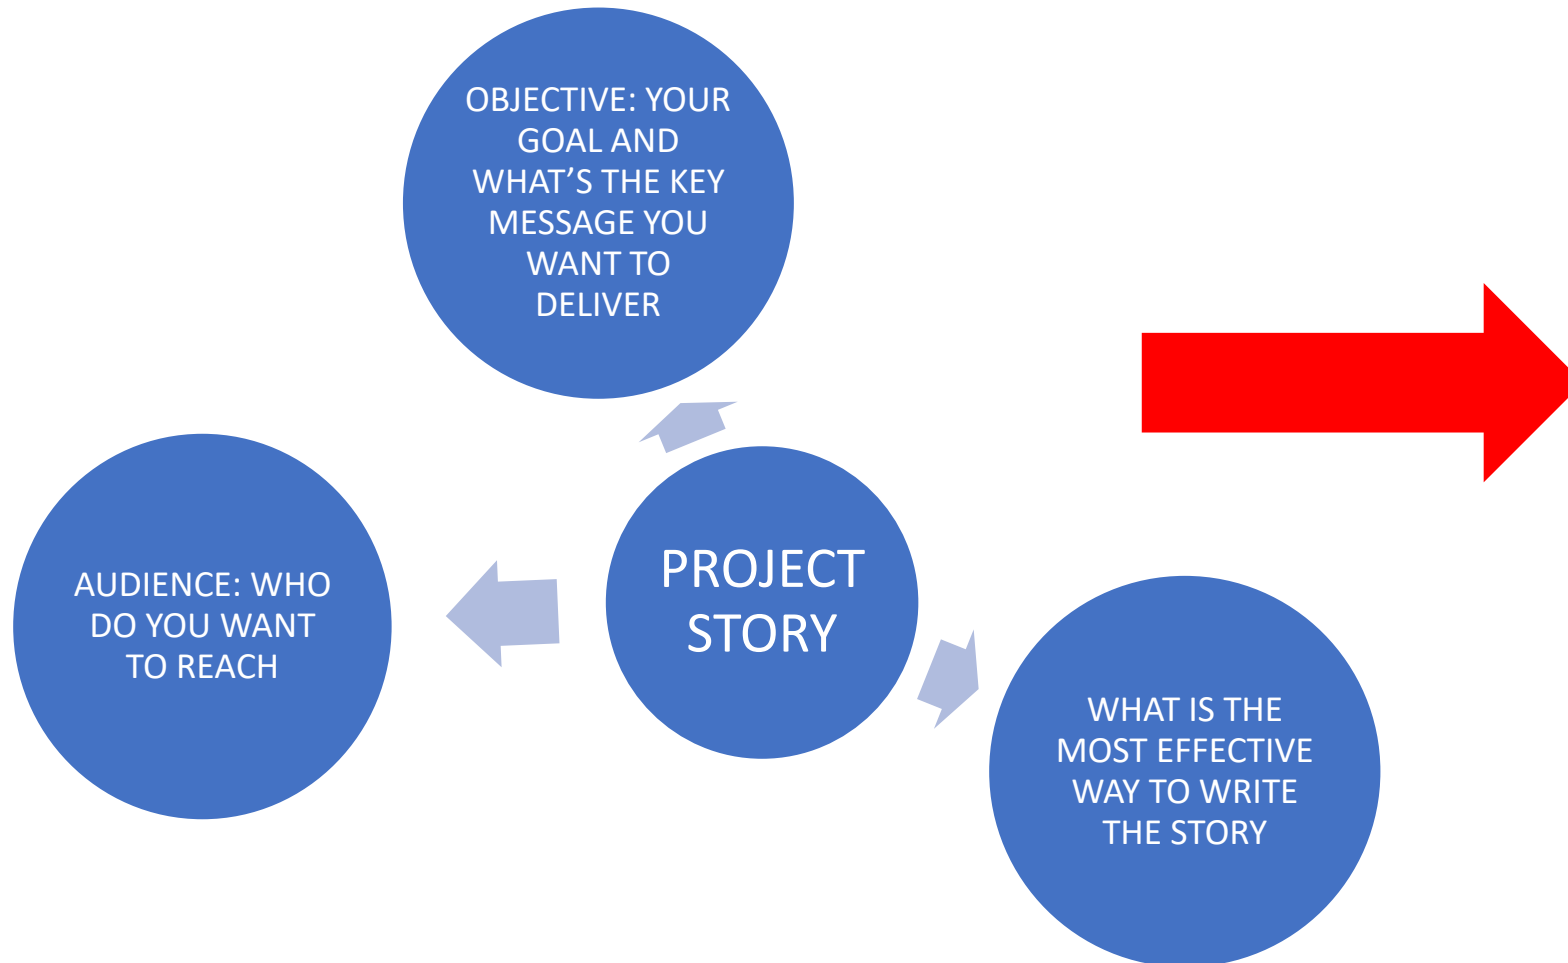 OBJECTIVE: YOUR
GOAL AND
WHAT’S THE KEY
MESSAGE YOU
WANT TO
DELIVER
AUDIENCE: WHO
DO YOU WANT
TO REACH
PROJECT
STORY
WHAT IS THE
MOST EFFECTIVE
WAY TO WRITE
THE STORY